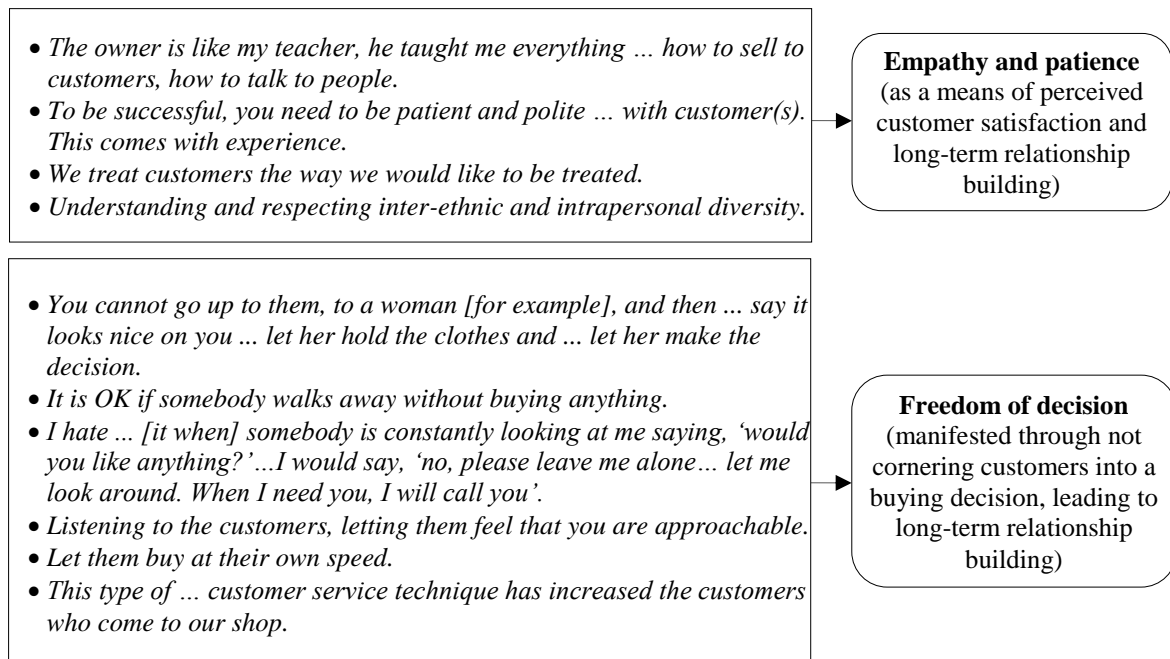 • The owner is like my teacher, he taught me everything … how to sell to
customers, how to talk to people.
• To be successful, you need to be patient and polite … with customer(s).
This comes with experience.
• We treat customers the way we would like to be treated.
• Understanding and respecting inter-ethnic and intrapersonal diversity.
Empathy and patience
(as a means of perceived
customer satisfaction and
long-term relationship
building)
• You cannot go up to them, to a woman [for example], and then ... say it
looks nice on you ... let her hold the clothes and ... let her make the
decision.
• It is OK if somebody walks away without buying anything.
• I hate ... [it when] somebody is constantly looking at me saying, ‘would
you like anything?’…I would say, ‘no, please leave me alone… let me
look around. When I need you, I will call you’.
• Listening to the customers, letting them feel that you are approachable.
• Let them buy at their own speed.
• This type of … customer service technique has increased the customers
who come to our shop.
Freedom of decision
(manifested through not
cornering customers into a
buying decision, leading to
long-term relationship
building)